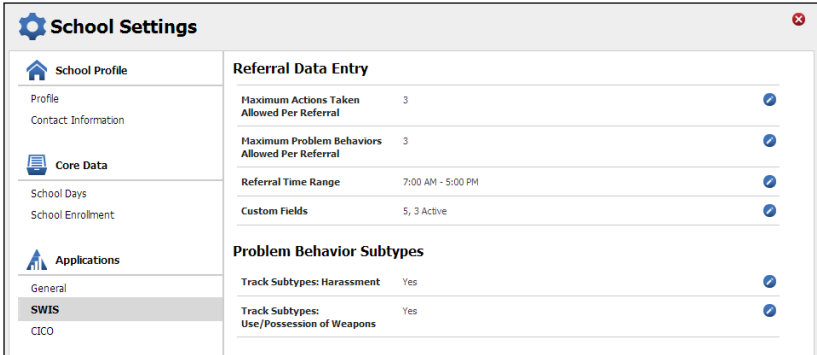 School Settings
School Profile
Profile
Contact Information
Core Data
School Days
School Enrollment
Applications
General
SWIS
CICO
Referral Data Entry
Maximum Actions Taken
Allowed Per Referral
3
Maximum Problem Behaviors
Allowed Per Referral
3
Referral Time Range
7:00 AM - 5:00 PM
Custom Fields
5, 3 Active
Problem Behavior Subtypes
Track Subtypes: Harassment
Yes
Track Subtypes:
Use/Possession of Weapons
Yes